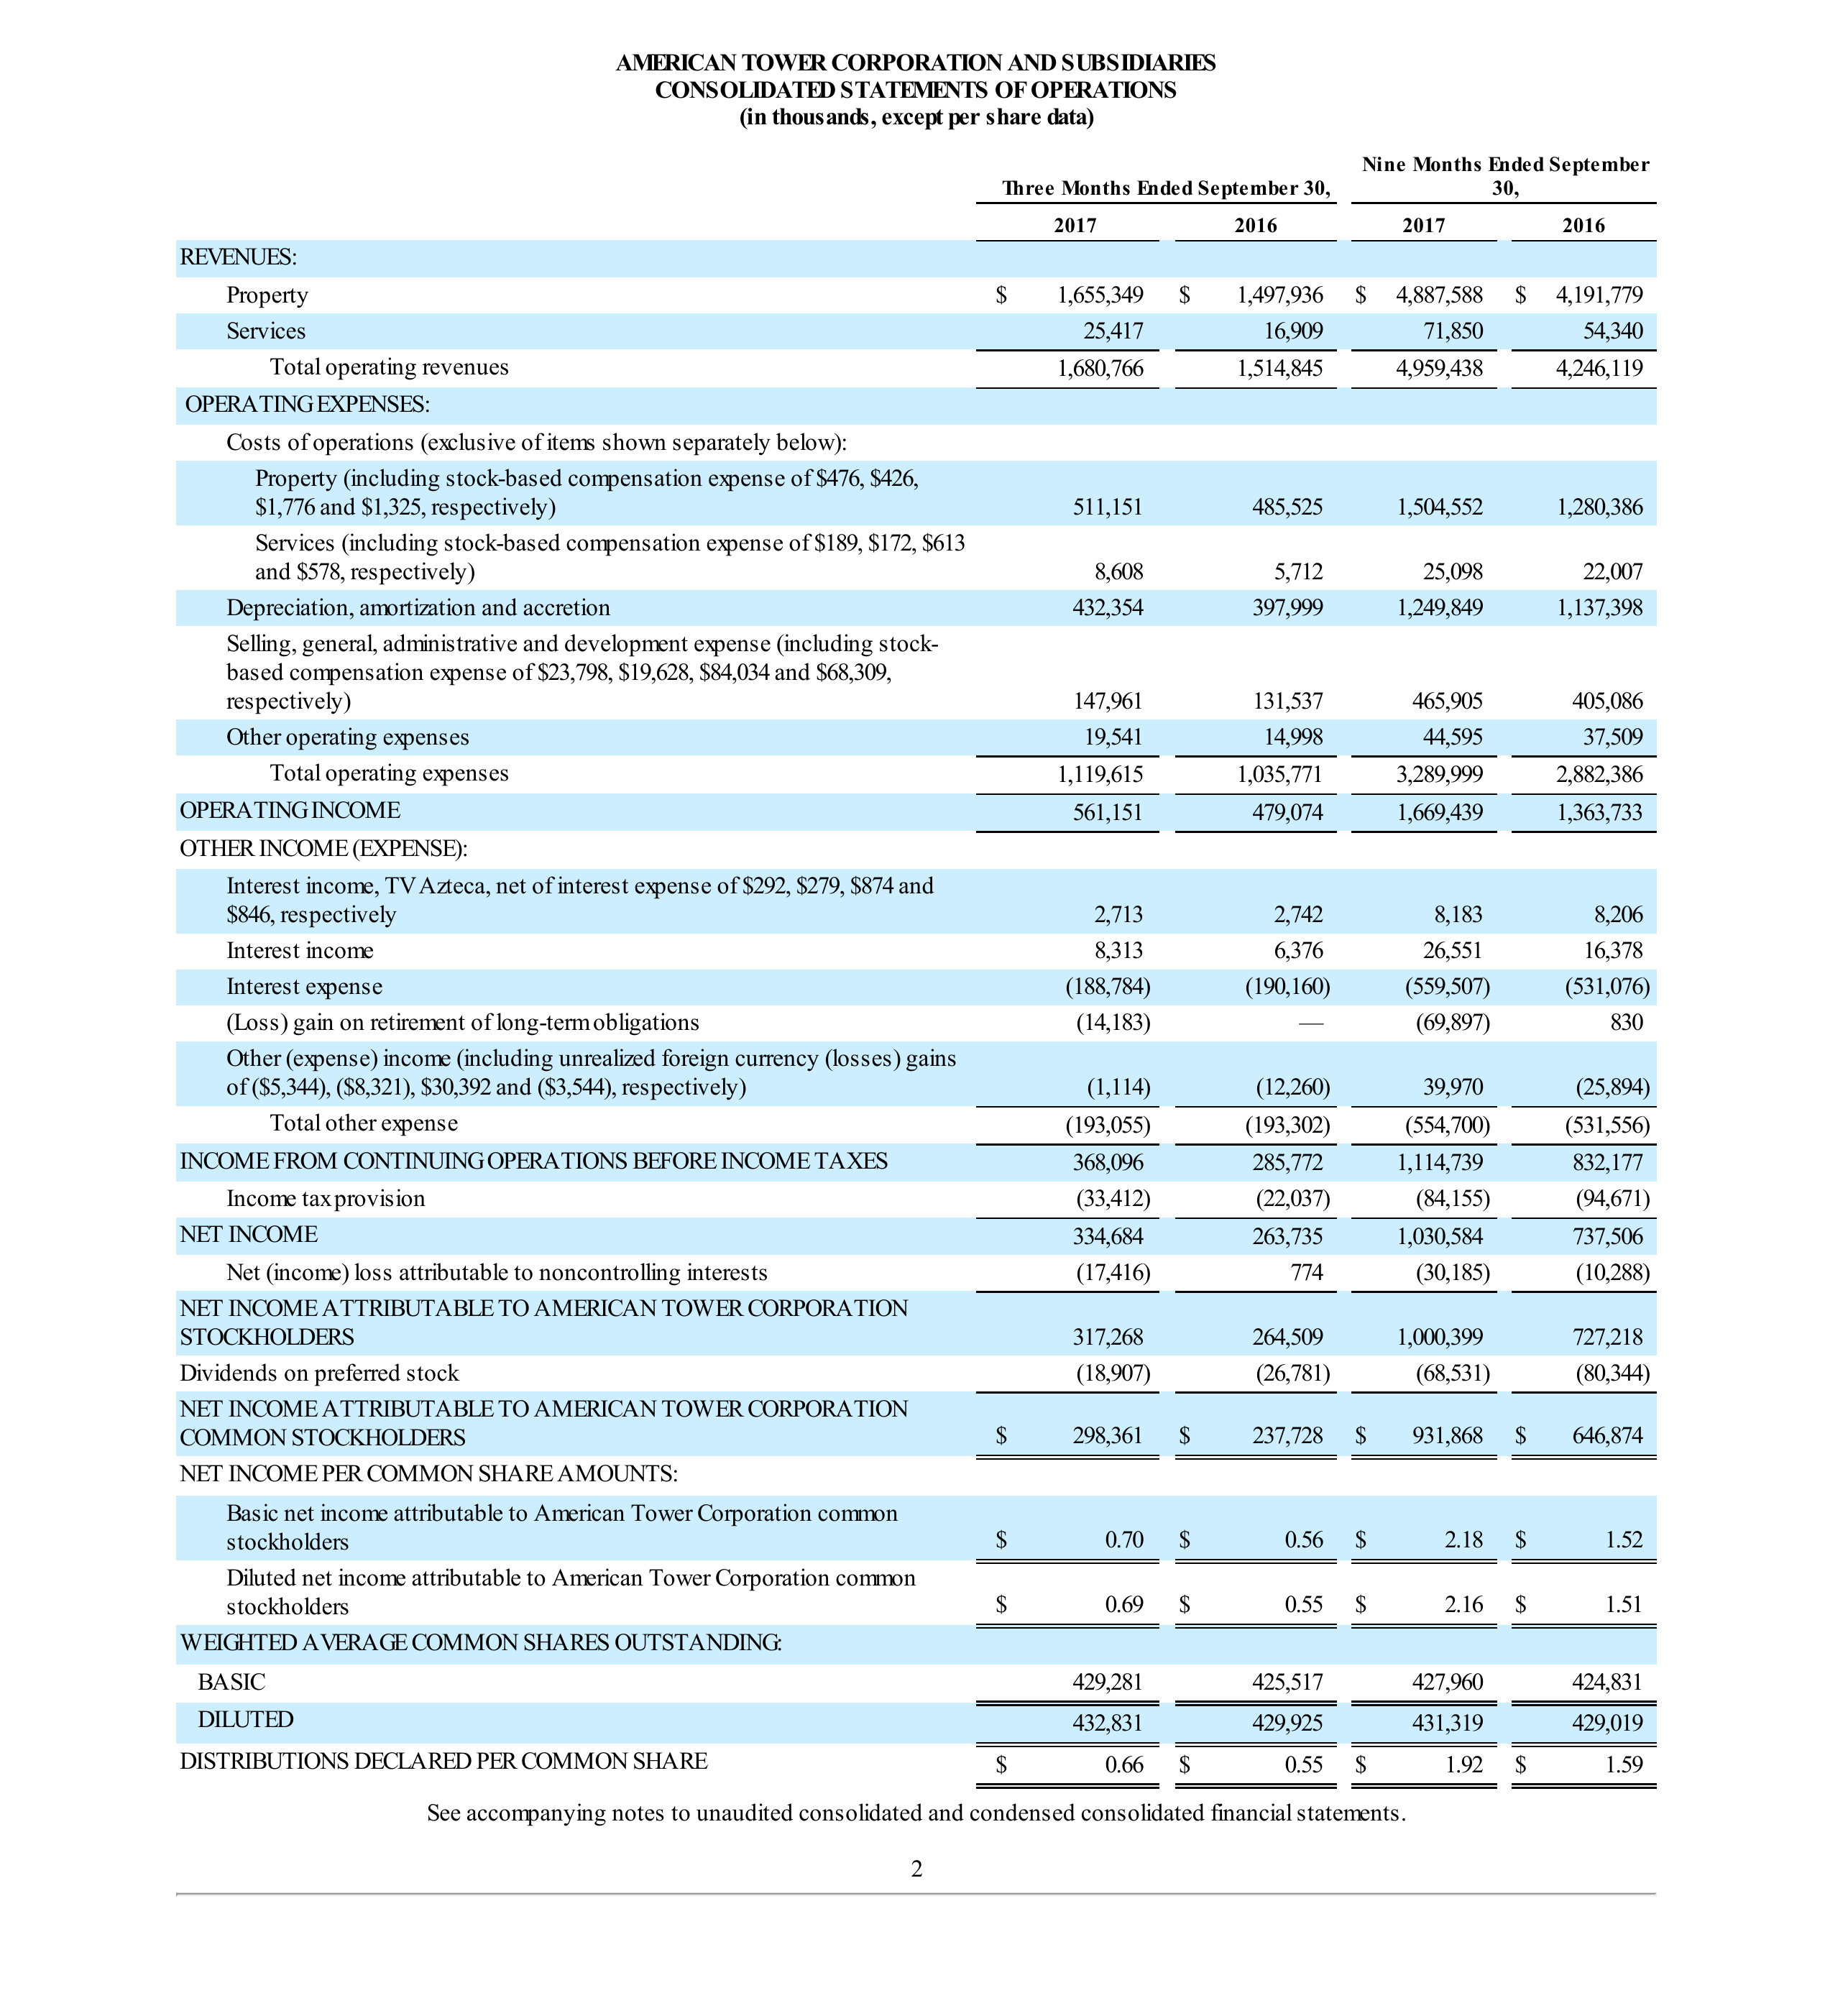 AMERICAN TOWER CORPORATION AND SUBSIDIARIES
CONSOLIDATED STATEMENTS OF OPERATIONS
(in thousands, except per share data)
Three Months Ended September 30, Nine Months Ended September 30,
2017 2016 2017 2016
REVENUES:
Property $ 1,655,349 $ 1,497,936 $ 4,887,588 $ 4,191,779
Services 25,417 16,909 71,850 54,340
Total operating revenues 1,680,766 1,514,845 4,959,438 4,246,119
OPERATING EXPENSES:
Costs of operations (exclusive of items shown separately below):
Property (including stock-based compensation expense of $476, $426,
$1,776 and $1,325, respectively) 511,151 485,525 1,504,552 1,280,386
Services (including stock-based compensation expense of $189, $172, $613
and $578, respectively) 8,608 5,712 25,098 22,007
Depreciation, amortization and accretion 432,354 397,999 1,249,849 1,137,398
Selling, general, administrative and development expense (including stock-
based compensation expense of $23,798, $19,628, $84,034 and $68,309,
respectively) 147,961 131,537 465,905 405,086
Other operating expenses 19,541 14,998 44,595 37,509
Total operating expenses 1,119,615 1,035,771 3,289,999 2,882,386
OPERATING INCOME 561,151 479,074 1,669,439 1,363,733
OTHER INCOME (EXPENSE):
Interest income, TV Azteca, net of interest expense of $292, $279, $874 and
$846, respectively 2,713 2,742 8,183 8,206
Interest income 8,313 6,376 26,551 16,378
Interest expense (188,784) (190,160) (559,507) (531,076)
(Loss) gain on retirement of long-term obligations (14,183) — (69,897) 830
Other (expense) income (including unrealized foreign currency (losses) gains
of ($5,344), ($8,321), $30,392 and ($3,544), respectively) (1,114) (12,260) 39,970 (25,894)
Total other expense (193,055) (193,302) (554,700) (531,556)
INCOME FROM CONTINUING OPERATIONS BEFORE INCOME TAXES 368,096 285,772 1,114,739 832,177
Income tax provision (33,412) (22,037) (84,155) (94,671)
NET INCOME 334,684 263,735 1,030,584 737,506
Net (income) loss attributable to noncontrolling interests (17,416) 774 (30,185) (10,288)
NET INCOME ATTRIBUTABLE TO AMERICAN TOWER CORPORATION
STOCKHOLDERS 317,268 264,509 1,000,399 727,218
Dividends on preferred stock (18,907) (26,781) (68,531) (80,344)
NET INCOME ATTRIBUTABLE TO AMERICAN TOWER CORPORATION
COMMON STOCKHOLDERS $ 298,361 $ 237,728 $ 931,868 $ 646,874
NET INCOME PER COMMON SHARE AMOUNTS:
Basic net income attributable to American Tower Corporation common
stockholders $ 0.70 $ 0.56 $ 2.18 $ 1.52
Diluted net income attributable to American Tower Corporation common
stockholders $ 0.69 $ 0.55 $ 2.16 $ 1.51
WEIGHTED AVERAGE COMMON SHARES OUTSTANDING:
BASIC 429,281 425,517 427,960 424,831
DILUTED 432,831 429,925 431,319 429,019
DISTRIBUTIONS DECLARED PER COMMON SHARE $ 0.66 $ 0.55 $ 1.92 $ 1.59
See accompanying notes to unaudited consolidated and condensed consolidated financial statements.
2